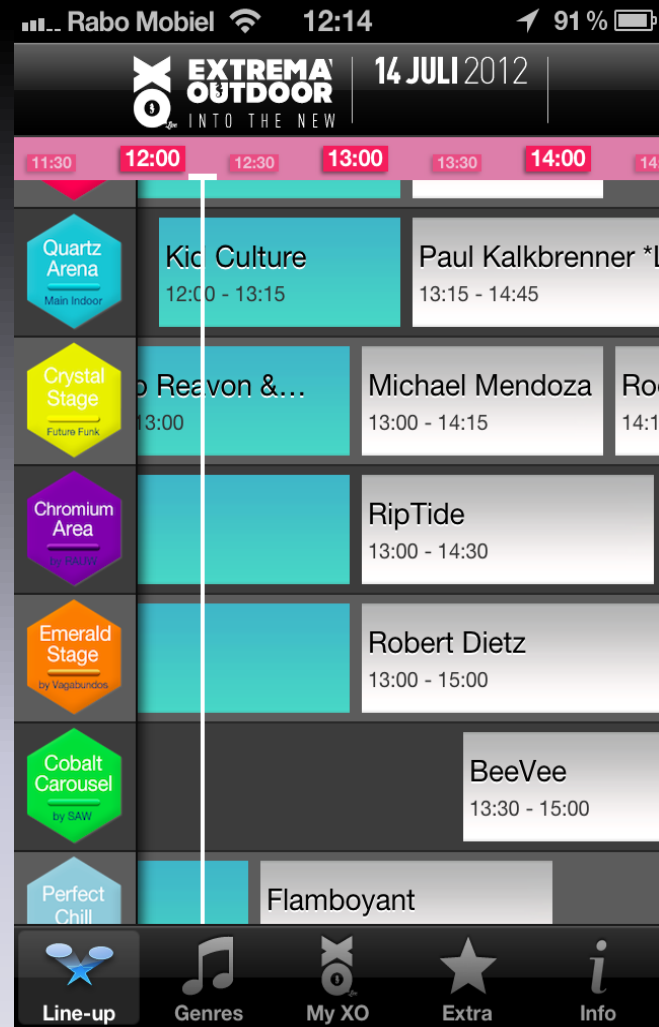 Rabo Mobiel 12:14 91 %
EXTREMA OUTDOOR
INTO THE NEW
14 JULI 2012
11:30 12:00 12:30 13:00 13:30 14:00 14
Quartz
Arena
Main Indoor
Kid Culture
12:00 - 13:15
Paul Kalkbrenner *L
13:15 - 14:45
Crystal
Stage
Future Funk
Reavon &...
13:00
Michael Mendoza
13:00 - 14:15
Ro
14:1
Chromium
Area
RipTide
13:00 - 14:30
Emerald
Stage
by Vagabundos
Robert Dietz
13:00 - 15:00
Cobalt
Carousel
by SAW
BeeVee
13:30 - 15:00
Perfect
Chill
Flamboyant
Line-up Genres My XO Extra Info